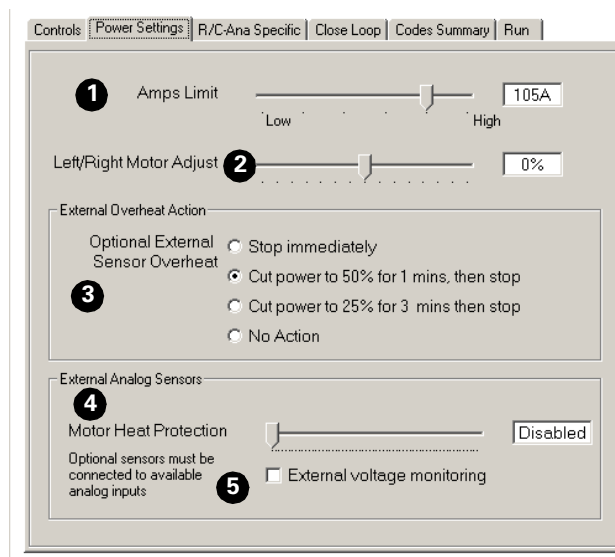 Controls Power Settings R/C-Ana Specific Close Loop Codes Summary Run
1 Amps Limit 105A
Low High
Left/Right Motor Adjust 2 0%
External Overheat Action
Optional External
Sensor Overheat
3
Stop immediately
Cut power to 50% for 1 mins, then stop
Cut power to 25% for 3 mins then stop
No Action
External Analog Sensors
4
Motor Heat Protection Disabled
Optional sensors must be
connected to available
analog inputs
5 External voltage monitoring